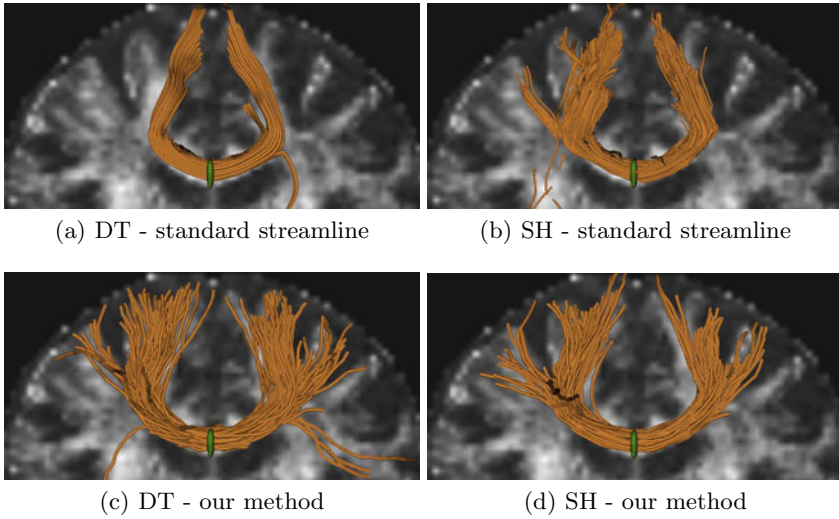 (a) DT - standard streamline
(b) SH - standard streamline
(c) DT - our method
(d) SH - our method